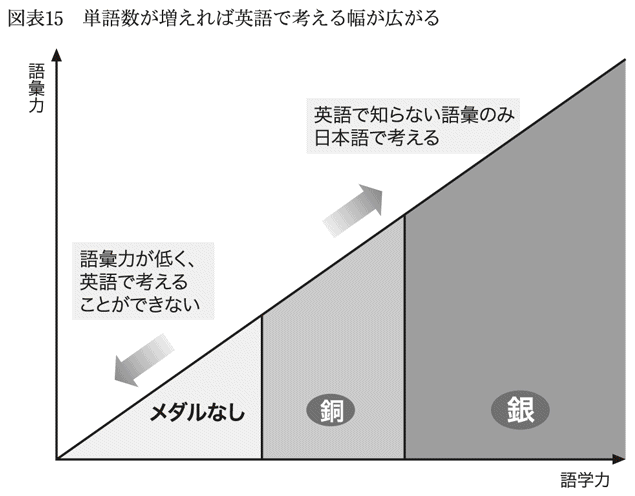 図表15　単語数が増えれば英語で考える幅が広がる
語彙力
英語で知らない語彙のみ
日本語で考える
語彙力が低く、
英語で考える
ことができない
メダルなし
銅
銀
語学力